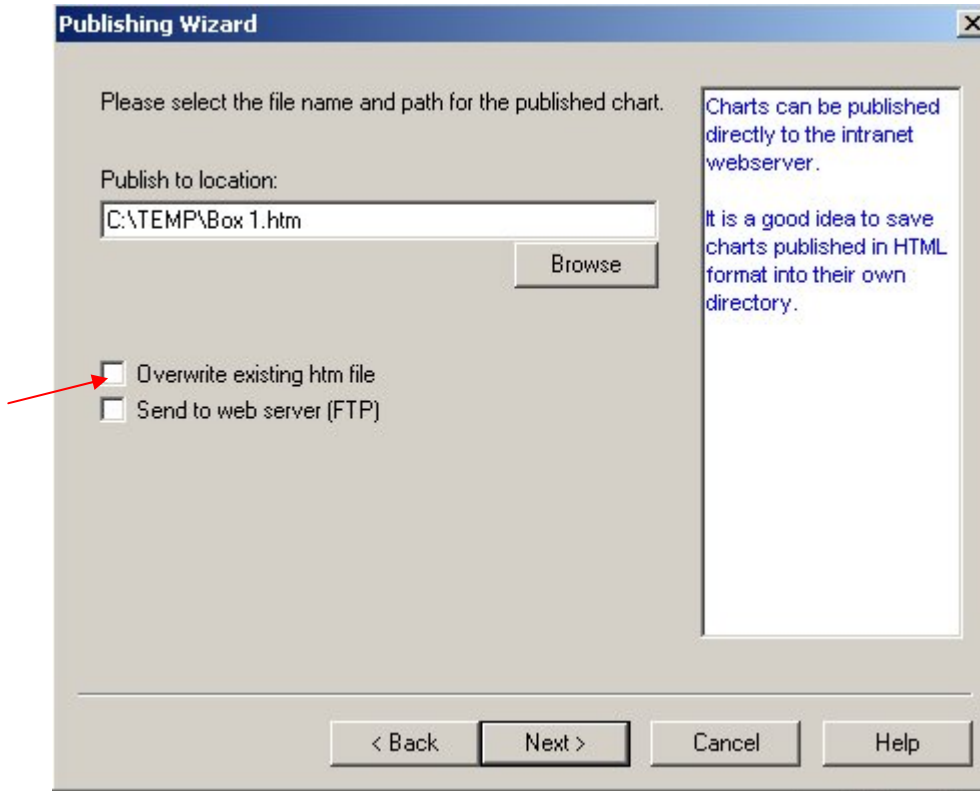 Publishing Wizard
Please select the file name and path for the published chart.
Publish to location:
C:\TEMP\Box 1.htm
Browse
Overwrite existing htm file
Send to web server (FTP)
Charts can be published
directly to the intranet
webserver.
It is a good idea to save
charts published in HTML
format into their own
directory.
< Back
Next >
Cancel
Help